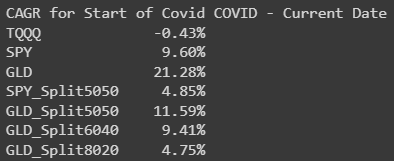 CAGR for Start of Covid COVID - Current Date
TQQQ -0.43%
SPY 9.60%
GLD 21.28%
SPY_Split5050 4.85%
GLD_Split5050 11.59%
GLD_Split6040 9.41%
GLD_Split8020 4.75%